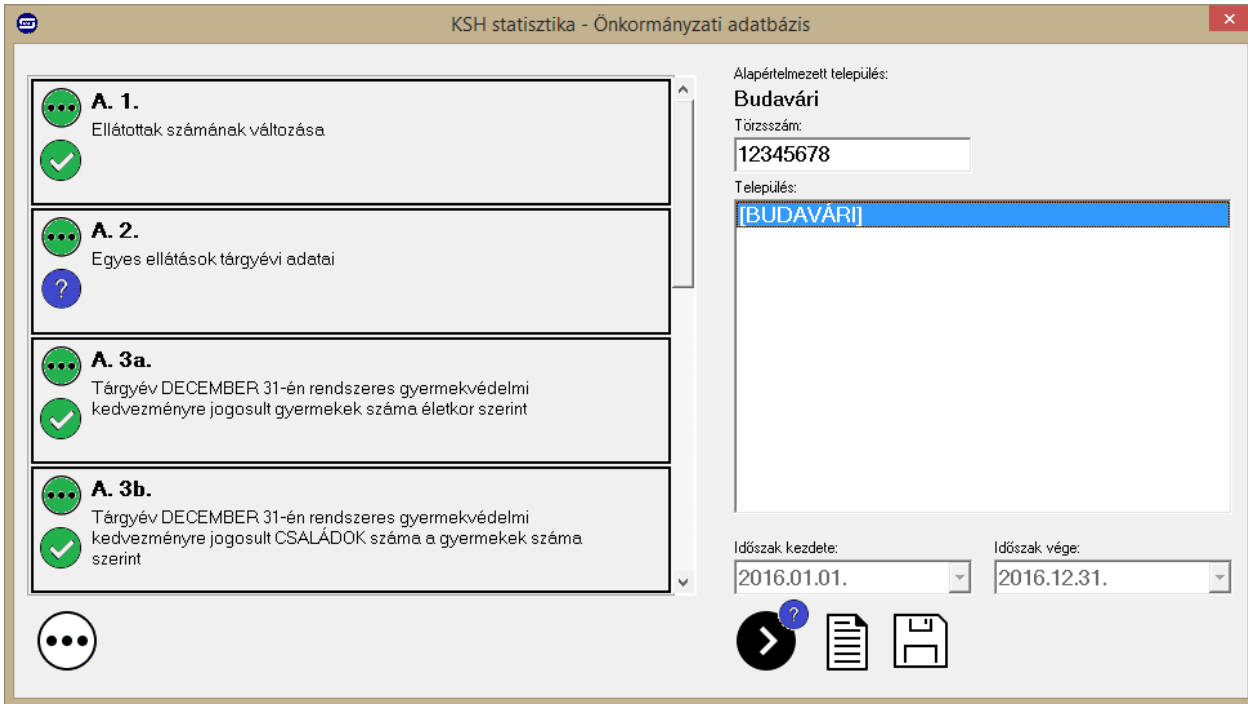 KSH statisztika - Önkormányzati adatbázis
A. 1.
Ellátottak számának változása
A. 2.
Egyes ellátások tárgyévi adatai
?
A. 3a.
Tárgyév DECEMBER 31-én rendszeres gyermekvédelmi
kedvezményre jogosult gyermekek száma életkor szerint
A. 3b.
Tárgyév DECEMBER 31-én rendszeres gyermekvédelmi
kedvezményre jogosult CSALÁDOK száma a gyermekek száma
szerint
Alapértelmezett település:
Budavári
Törzsszám:
12345678
Település:
[BUDAVÁRI]
Időszak kezdete:
Időszak vége:
2016.01.01.
2016.12.31.
?